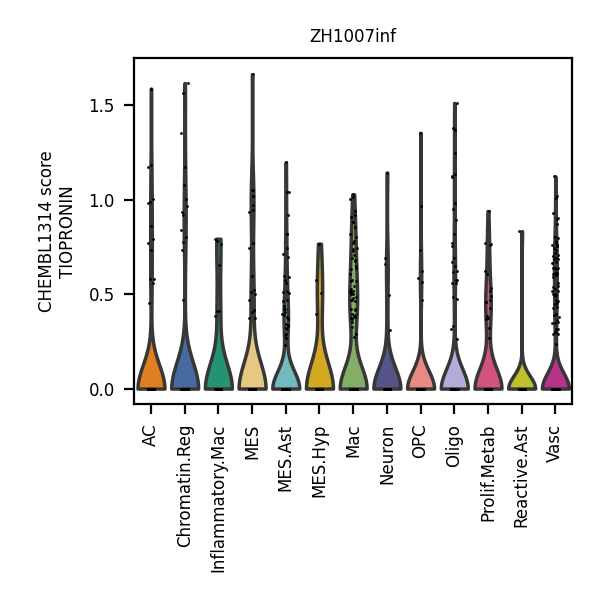 ZH1007inf
CHEMBL1314 score
TIOPRONIN
1.5
1.0
0.5
0.0
AC
Chromatin.Reg
Inflammatory.Mac
MES
MES.Ast
MES.Hyp
Mac
Neuron
OPC
Oligo
Prolif.Metab
Reactive.Ast
Vasc